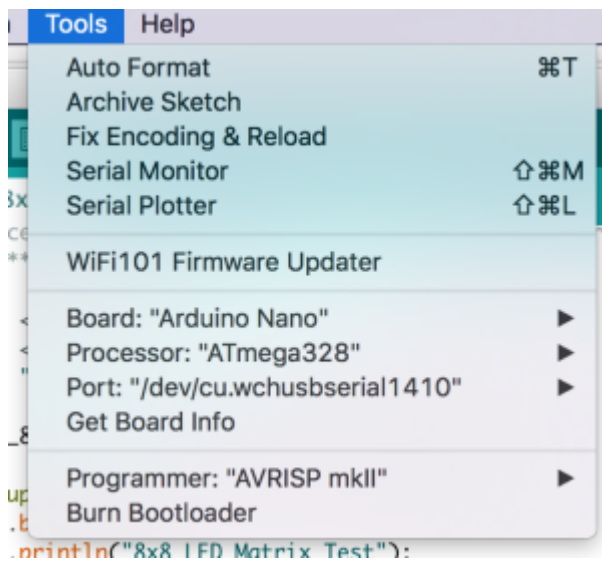 Tools Help
Auto Format ⌘T
Archive Sketch
Fix Encoding & Reload
Serial Monitor ⇧⌘M
Serial Plotter ⇧⌘L
WiFi101 Firmware Updater
Board: "Arduino Nano" ▶
Processor: "ATmega328" ▶
Port: "/dev/cu.wchusbserial1410" ▶
Get Board Info
Programmer: "AVRISP mkII" ▶
Burn Bootloader
.println("8x8 LED Matrix Test");